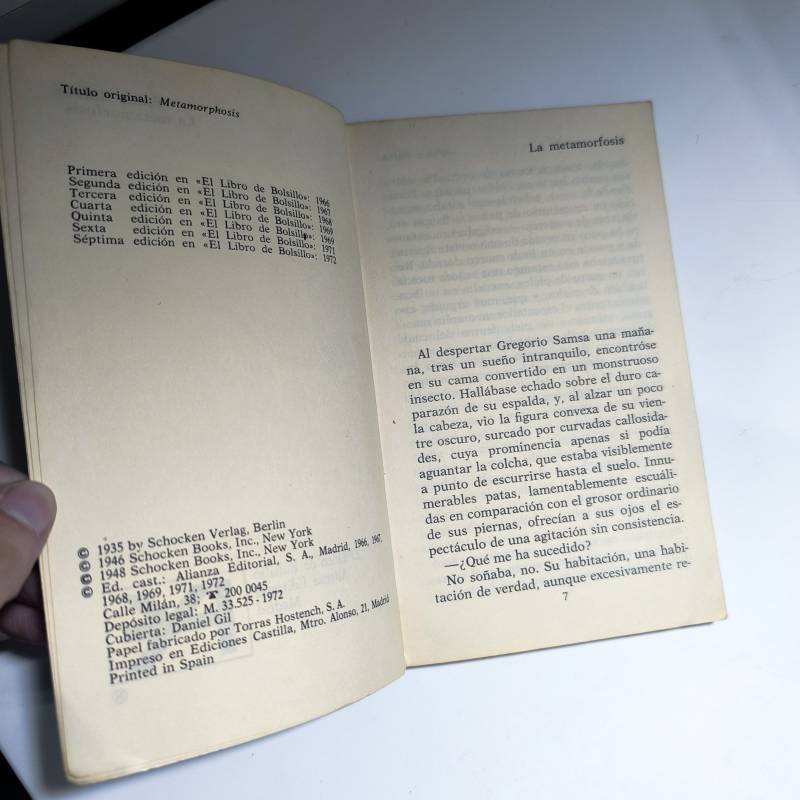 Título original: Metamorphosis
Primera edición en «El Libro de Bolsillo»: 1966
Segunda edición en «El Libro de Bolsillo»: 1967
Tercera edición en «El Libro de Bolsillo»: 1968
Cuarta edición en «El Libro de Bolsillo»: 1969
Quinta edición en «El Libro de Bolsillo»: 1969
Sexta edición en «El Libro de Bolsillo»: 1971
Séptima edición en «El Libro de Bolsillo»: 1972
© 1935 by Schocken Verlag, Berlin
© 1946 Schocken Books, Inc., New York
© 1948 Schocken Books, Inc., New York
© Ed. cast.: Alianza Editorial, S. A., Madrid, 1966, 1967,
1968, 1969, 1971, 1972
Calle Milán, 38; ☎ 200 0045
Depósito legal: M. 33.525 - 1972
Cubierta: Daniel Gil
Papel fabricado por Torras Hostench, S. A.
Impreso en Ediciones Castilla, Mtro. Alonso, 21, Madrid
Printed in Spain
La metamorfosis
Al despertar Gregorio Samsa una maña-
na, tras un sueño intranquilo, encontróse
en su cama convertido en un monstruoso
insecto. Hallábase echado sobre el duro ca-
parazón de su espalda, y, al alzar un poco
la cabeza, vio la figura convexa de su vien-
tre oscuro, surcado por curvadas callosida-
des, cuya prominencia apenas si podía
aguantar la colcha, que estaba visiblemente
a punto de escurrirse hasta el suelo. Innu-
merables patas, lamentablemente escuáli-
das en comparación con el grosor ordinario
de sus piernas, ofrecían a sus ojos el es-
pectáculo de una agitación sin consistencia.
—¿Qué me ha sucedido?
No soñaba, no. Su habitación, una habi-
tación de verdad, aunque excesivamente re-
7